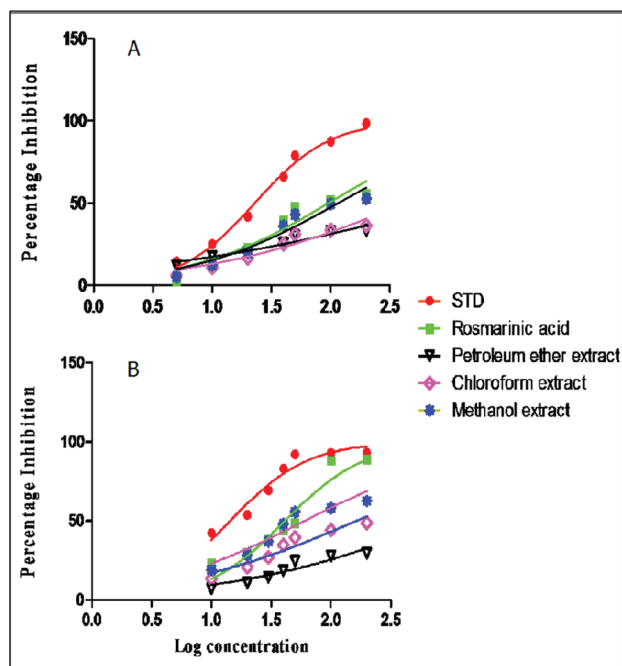 A
150
100
50
0
Percentage Inhibition
0.0 0.5 1.0 1.5 2.0 2.5
STD
Rosmarinic acid
Petroleum ether extract
Chloroform extract
Methanol extract
B
150
100
50
0
Percentage Inhibition
0.0 0.5 1.0 1.5 2.0 2.5
Log concentration